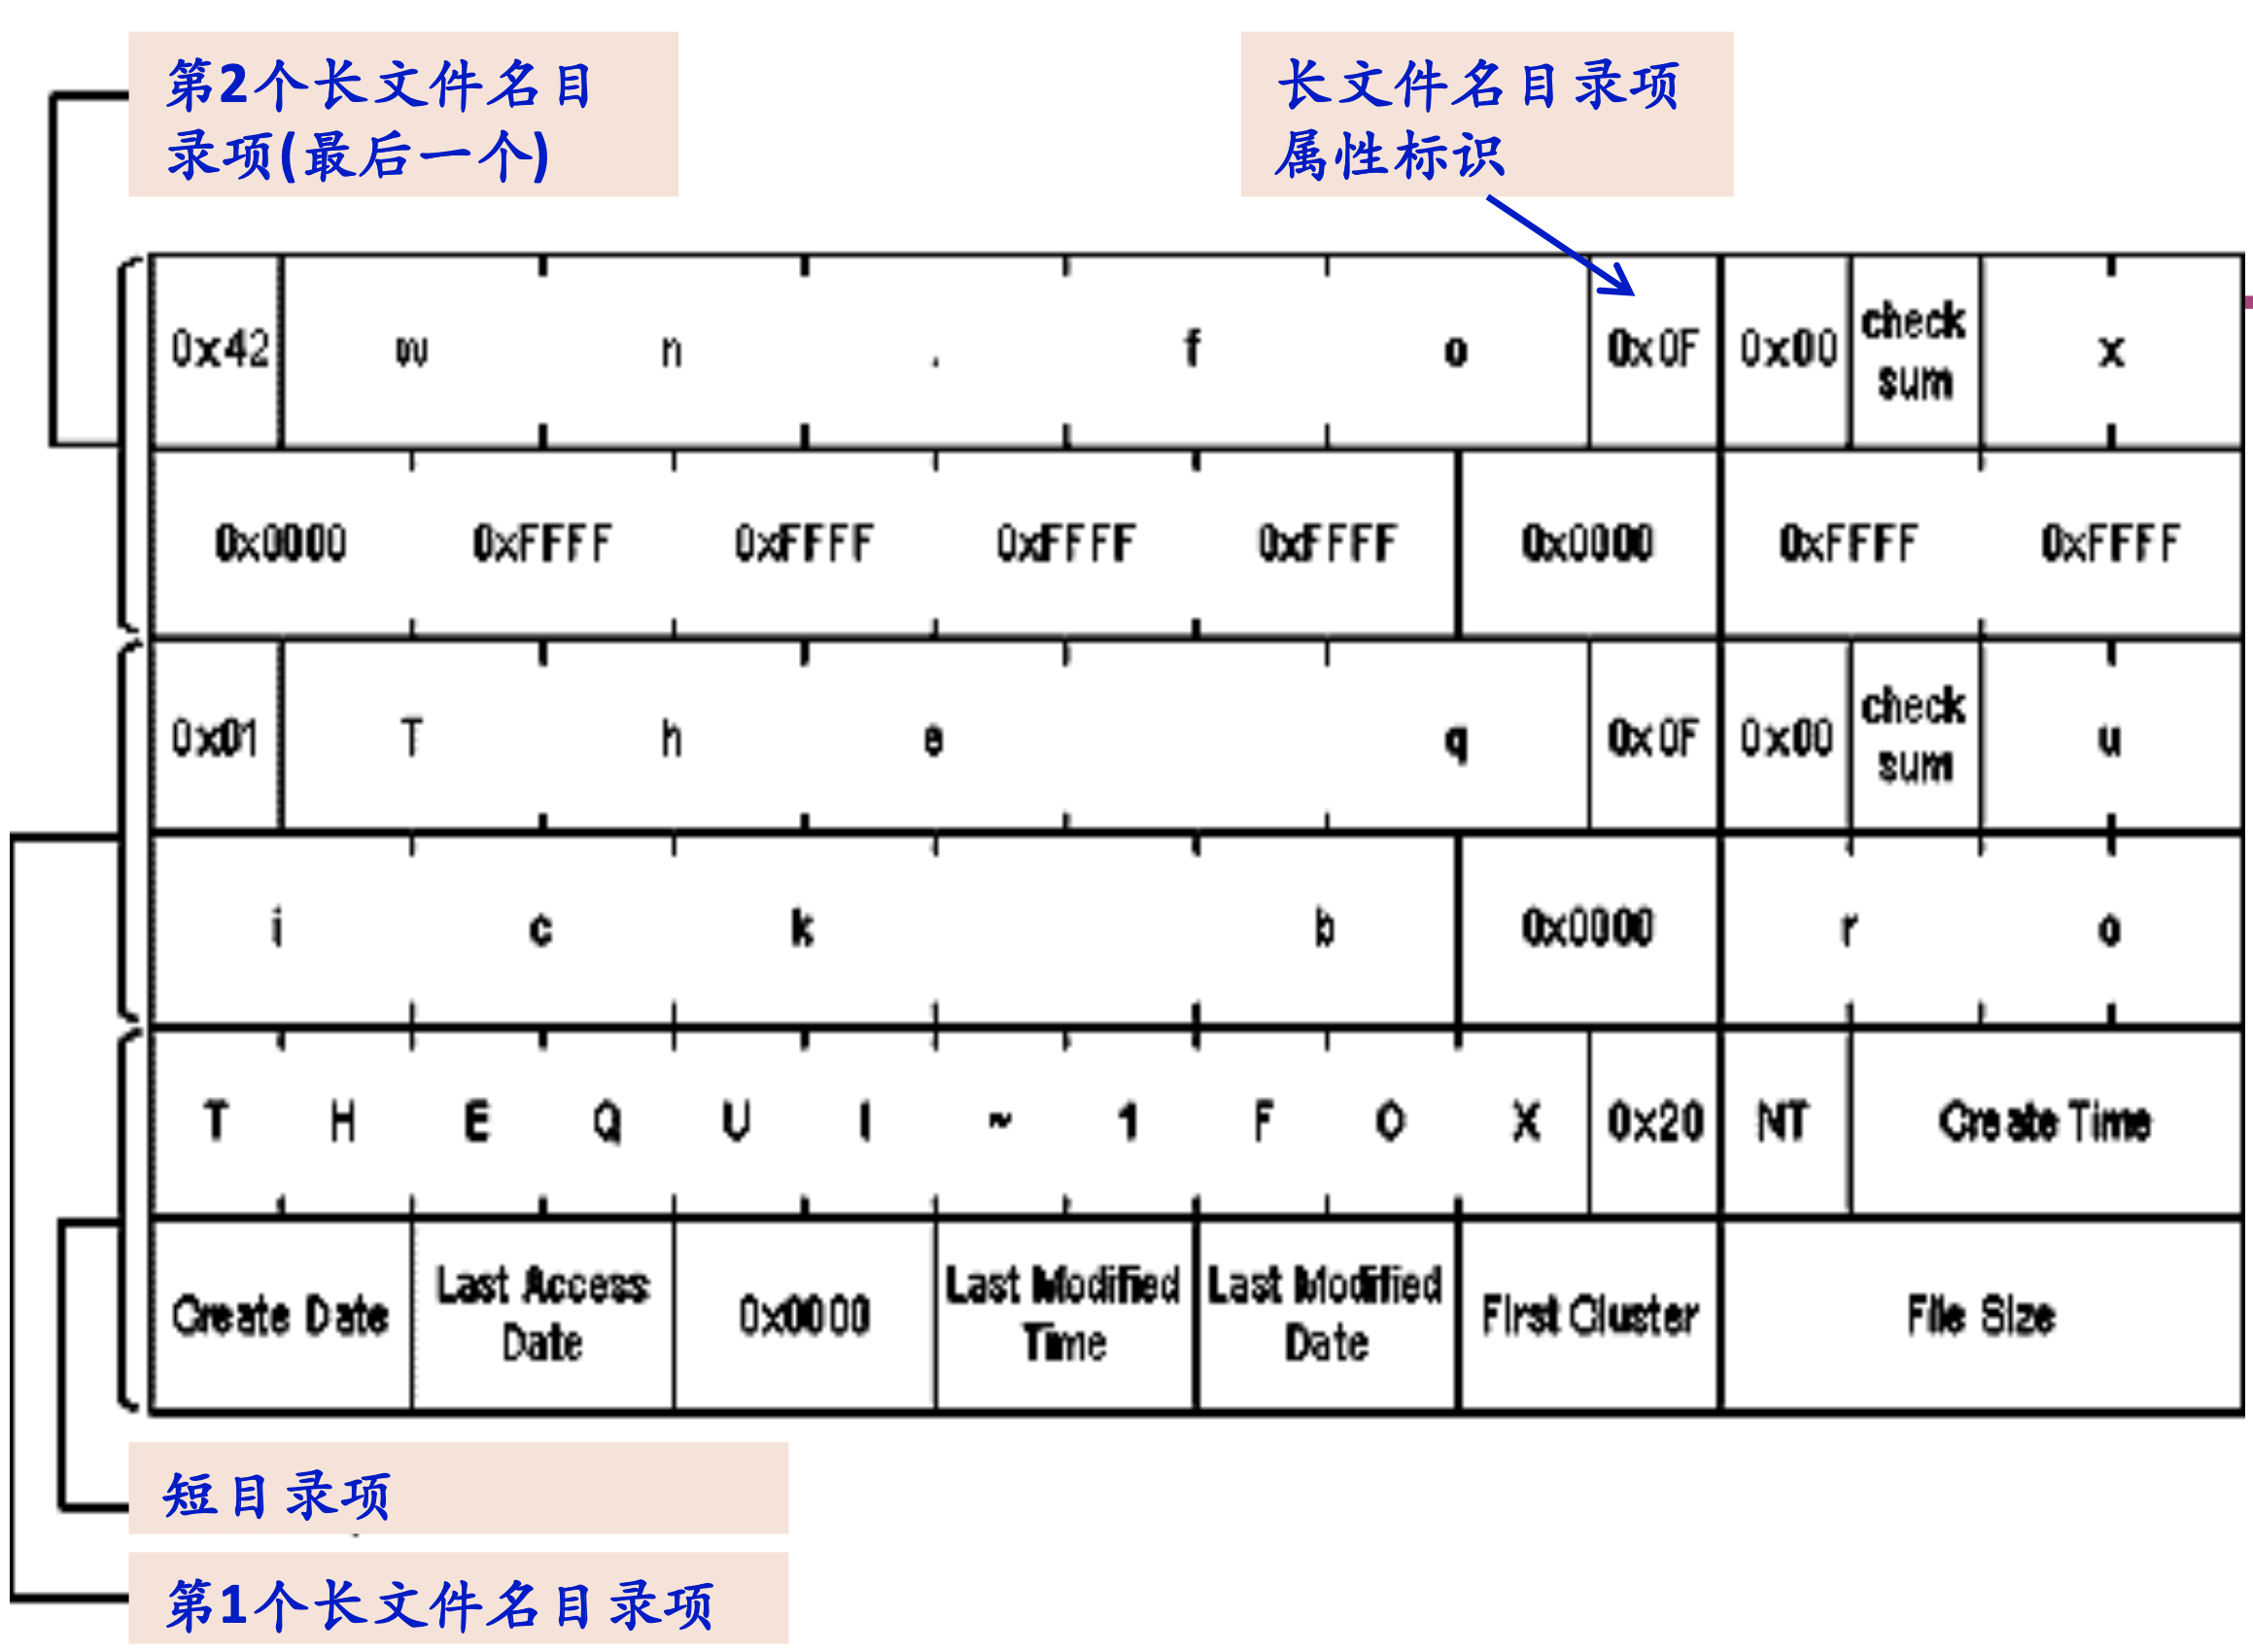 第2个长文件名目
录项(最后一个)
长文件名目录项
属性标识
0x42 w n . f o 0x0F 0x00 check sum x
0x0000 0xFFFF 0xFFFF 0xFFFF 0xFFFF 0x0000 0xFFFF 0xFFFF
0x01 T h e q 0x0F 0x00 check sum u
i c k b 0x0000 r o
T H E Q U I ~ 1 F O X 0x20 NT Create Time
Create Date Last Access Date 0x0000 Last Modified Time Last Modified Date First Cluster File Size
短目录项
第1个长文件名目录项